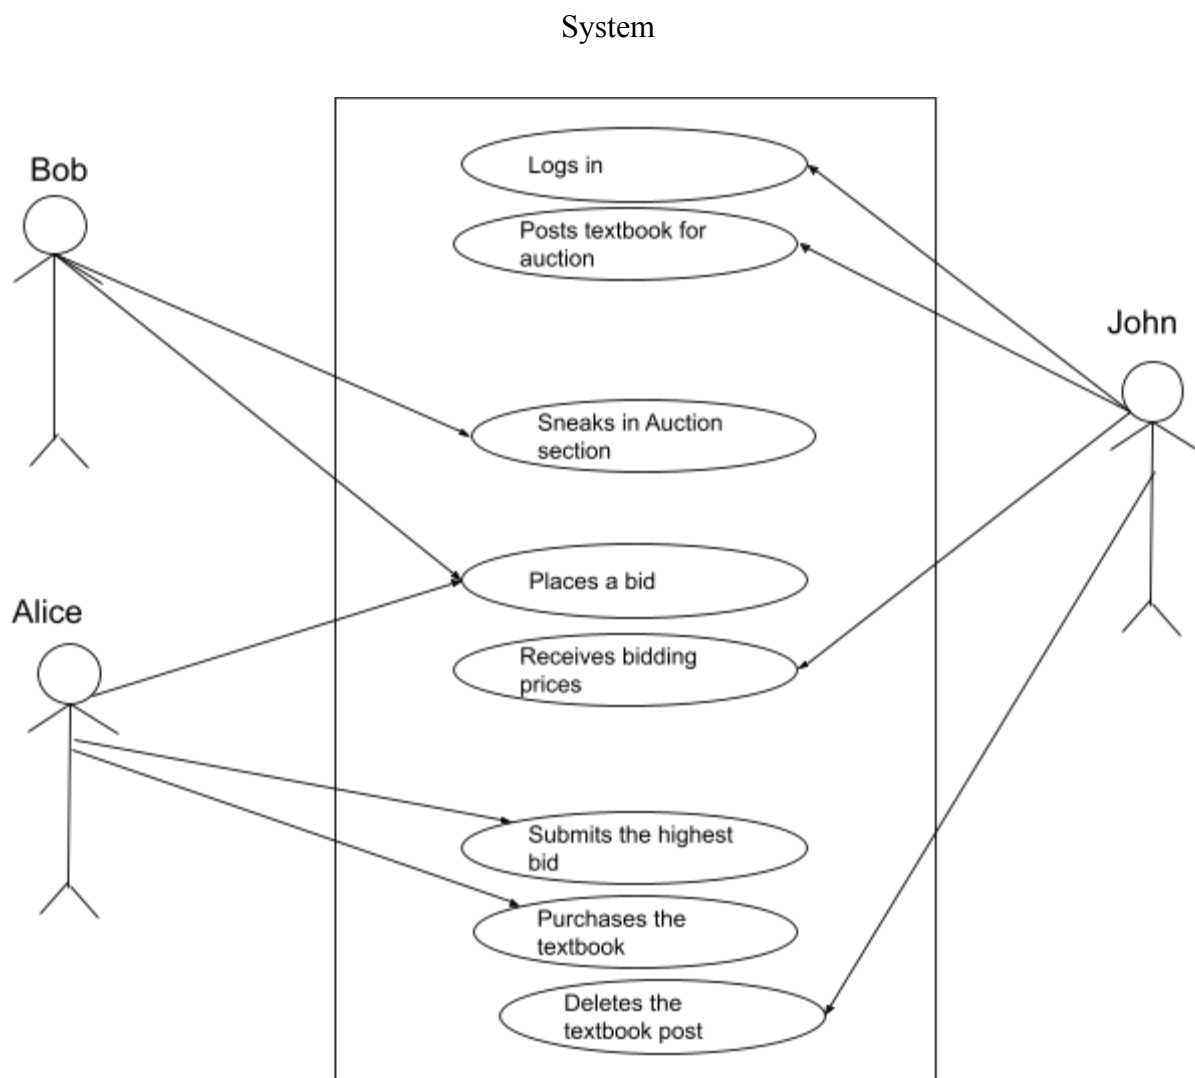 System
Bob
Logs in
Posts textbook for
auction
John
Sneaks in Auction
section
Places a bid
Alice
Receives bidding
prices
Submits the highest
bid
Purchases the
textbook
Deletes the
textbook post